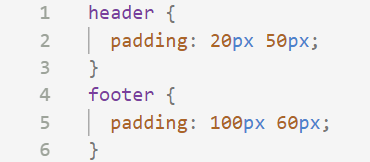 1 header {
2   padding: 20px 50px;
3 }
4 footer {
5   padding: 100px 60px;
6 }